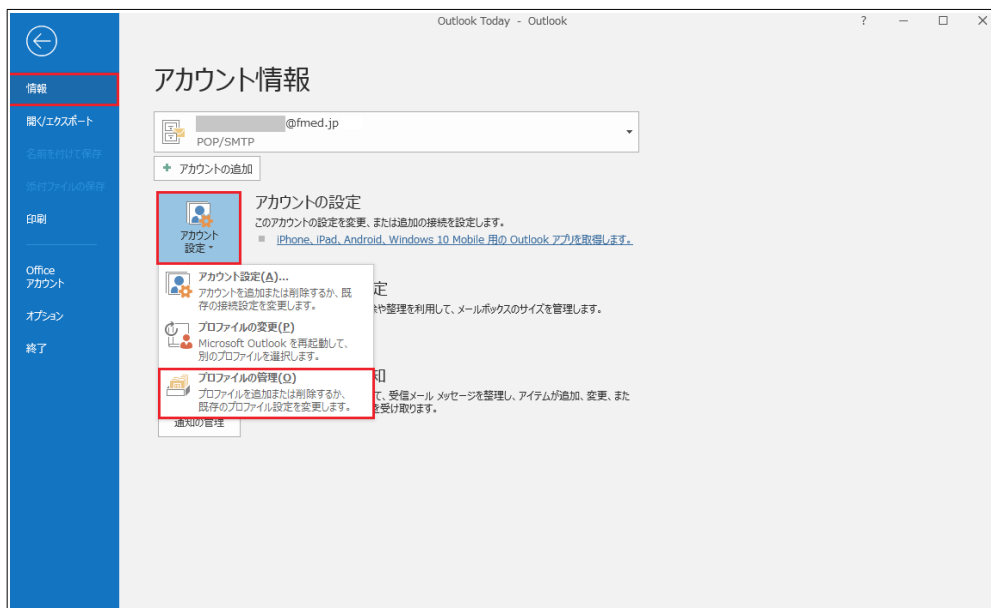 Outlook Today - Outlook
?
情報
開く/エクスポート
名前を付けて保存
添付ファイルの保存
印刷
Office
アカウント
オプション
終了
アカウント情報
@fmed.jp
POP/SMTP
アカウントの追加
アカウント
設定
アカウントの設定
このアカウントの設定を変更、または追加の接続を設定します。
iPhone、iPad、Android、Windows 10 Mobile 用の Outlook アプリを取得します。
アカウント設定(A)...
アカウントを追加または削除するか、既
存の接続設定を変更します。
プロファイルの変更(P)
Microsoft Outlook を再起動して、
別のプロファイルを選択します。
プロファイルの管理(O)
プロファイルを追加または削除するか、
既存のプロファイル設定を変更します。
定
や整理を利用して、メールボックスのサイズを管理します。
知
て、受信メール メッセージを整理し、アイテムが追加、変更、また
を受け取ります。
通知の管理